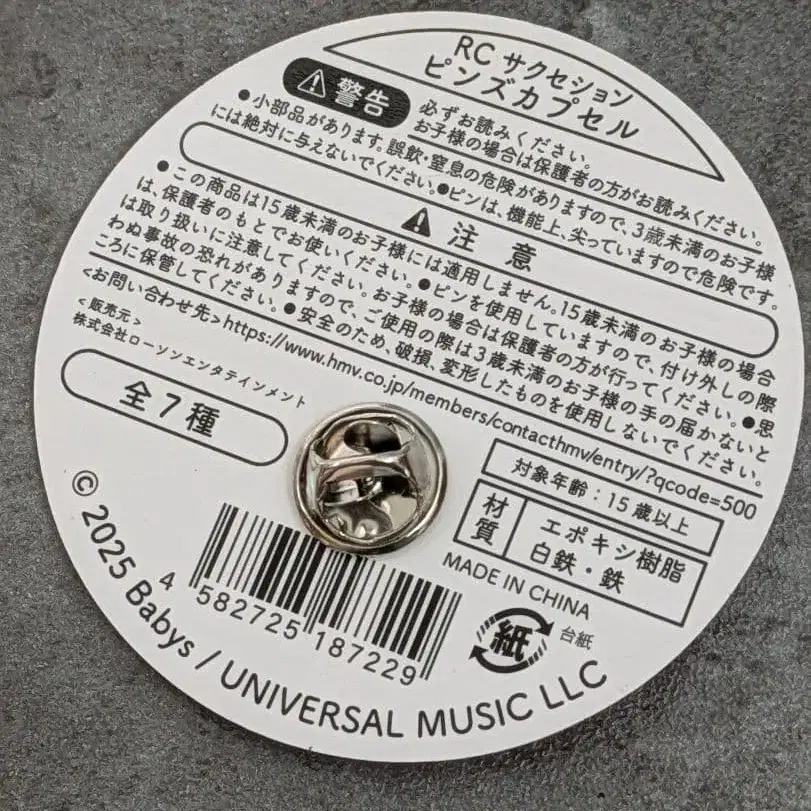 RC サクセション
ピンズカプセル
警告
必ずお読みください。
お子様の場合は保護者の方がお読みください。
●小部品があります。誤飲・窒息の危険がありますので、3歳未満のお子様
には絶対に与えないでください。●ピンは、機能上、尖っていますので危険です。
注意
●この商品は15歳未満のお子様には適用しません。15歳未満のお子様の場合
は、保護者のもとでお使いください。●ピンを使用していますので、付け外しの際
は取り扱いに注意してください。お子様の場合は保護者の方が行ってください。●思
わぬ事故の恐れがありますので、ご使用の際は3歳未満のお子様の手の届かないと
ころに保管してください。●安全のため、破損、変形したものを使用しないでください。
<お問い合わせ先>https://www.hmv.co.jp/members/contacthmv/entry/?qcode=500
<販売元>
株式会社ローソンエンタテインメント
全7種
対象年齢：15歳以上
材質
エポキシ樹脂
白鉄・鉄
MADE IN CHINA
紙
台紙
4 582725 187229
© 2025 Babys / UNIVERSAL MUSIC LLC